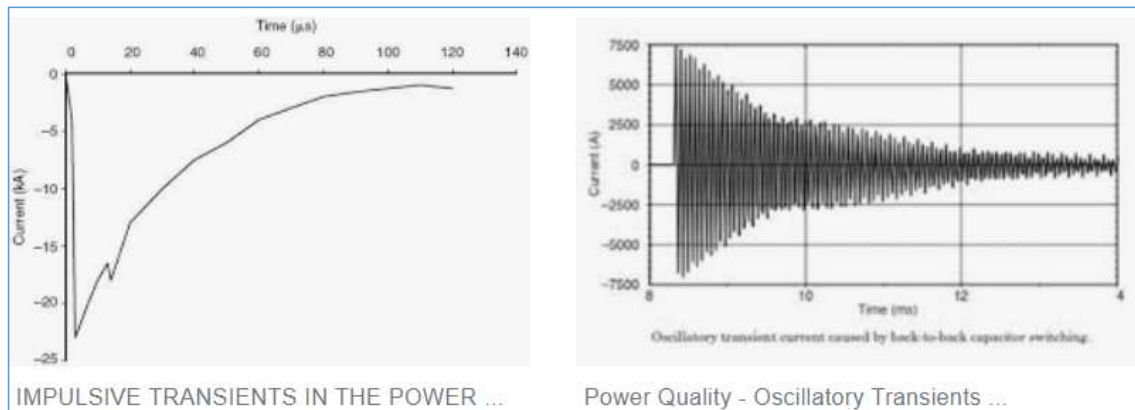 Time (μs)
0 20 40 60 80 100 120 140
0
−5
−10
−15
−20
−25
Current (kA)
IMPULSIVE TRANSIENTS IN THE POWER ...
7500
5000
2500
0
−2500
−5000
−7500
Current (A)
8 10 12 4
Time (ms)
Oscillatory transient current caused by back-to-back capacitor switching.
Power Quality - Oscillatory Transients ...